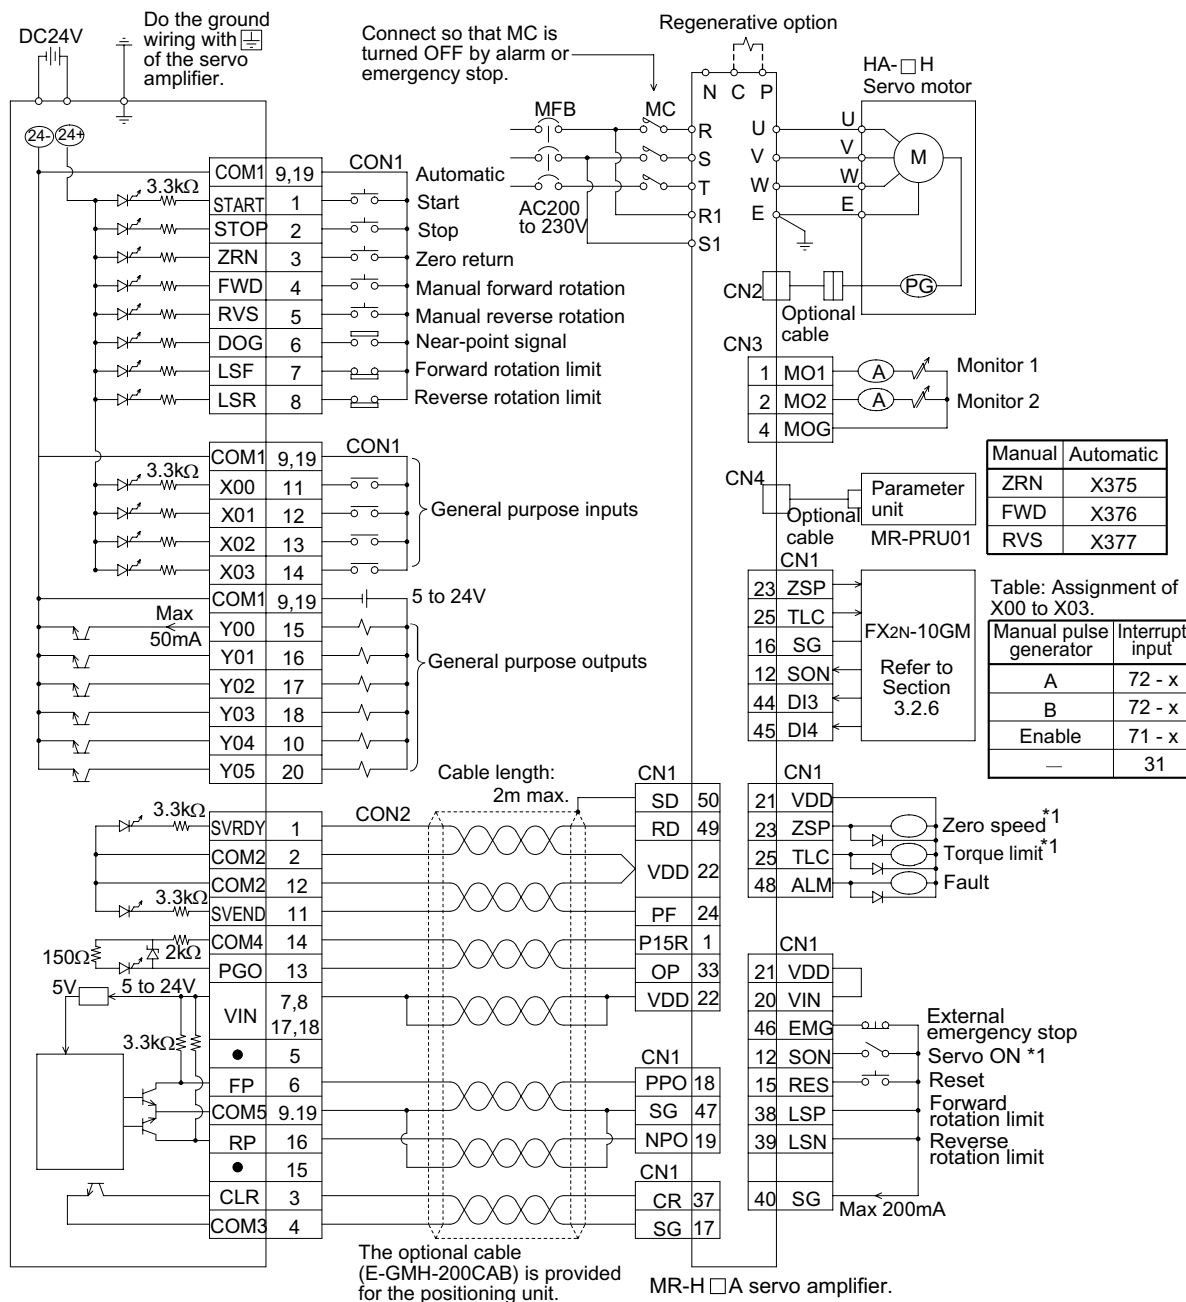 DC24V
Do the ground
wiring with
of the servo
amplifier.
Connect so that MC is
turned OFF by alarm or
emergency stop.
Regenerative option
HA-□H
Servo motor
N C P
24- 24+
MFB
MC
R
S
T
R1
S1
AC200
to 230V
U
V
W
E
U
V
W
E
M
PG
CN2
Optional
cable
CON1
COM1 9,19
3.3kΩ
START 1
STOP 2
ZRN 3
FWD 4
RVS 5
DOG 6
LSF 7
LSR 8
Automatic
Start
Stop
Zero return
Manual forward rotation
Manual reverse rotation
Near-point signal
Forward rotation limit
Reverse rotation limit
CN3
1 MO1 A Monitor 1
2 MO2 A Monitor 2
4 MOG
CON1
COM1 9,19
3.3kΩ
X00 11
X01 12
X02 13
X03 14
General purpose inputs
COM1 9,19 5 to 24V
Max
50mA
Y00 15
Y01 16
Y02 17
Y03 18
Y04 10
Y05 20
General purpose outputs
CN4
Optional
cable
Parameter
unit
MR-PRU01
Manual Automatic
ZRN X375
FWD X376
RVS X377
CN1
23 ZSP
25 TLC
16 SG
12 SON
44 DI3
45 DI4
FX2N-10GM
Refer to
Section
3.2.6
Table: Assignment of
X00 to X03.
Manual pulse
generator
Interrupt
input
A 72 - x
B 72 - x
Enable 71 - x
— 31
Cable length:
2m max.
CON2
3.3kΩ
SVRDY 1
COM2 2
COM2 12
3.3kΩ
SVEND 11
150Ω
2kΩ
COM4 14
PGO 13
5V
5 to 24V
VIN 7,8
17,18
3.3kΩ
● 5
FP 6
COM5 9.19
RP 16
● 15
CLR 3
COM3 4
CN1
SD 50
RD 49
VDD 22
PF 24
P15R 1
OP 33
VDD 22
CN1
PPO 18
SG 47
NPO 19
CN1
CR 37
SG 17
CN1
21 VDD
23 ZSP Zero speed*1
25 TLC Torque limit*1
48 ALM Fault
CN1
21 VDD
20 VIN
46 EMG External
emergency stop
12 SON Servo ON *1
15 RES Reset
38 LSP Forward
rotation limit
39 LSN Reverse
rotation limit
40 SG Max 200mA
The optional cable
(E-GMH-200CAB) is provided
for the positioning unit.
MR-H □A servo amplifier.